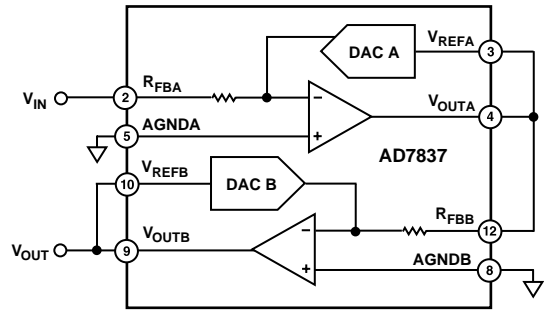 DAC A
V_REFA
3
V_IN
2
R_FBA
−
V_OUTA
4
5
AGNDA
+
AD7837
10
V_REFB
DAC B
R_FBB
12
V_OUT
9
V_OUTB
−
+
AGNDB
8